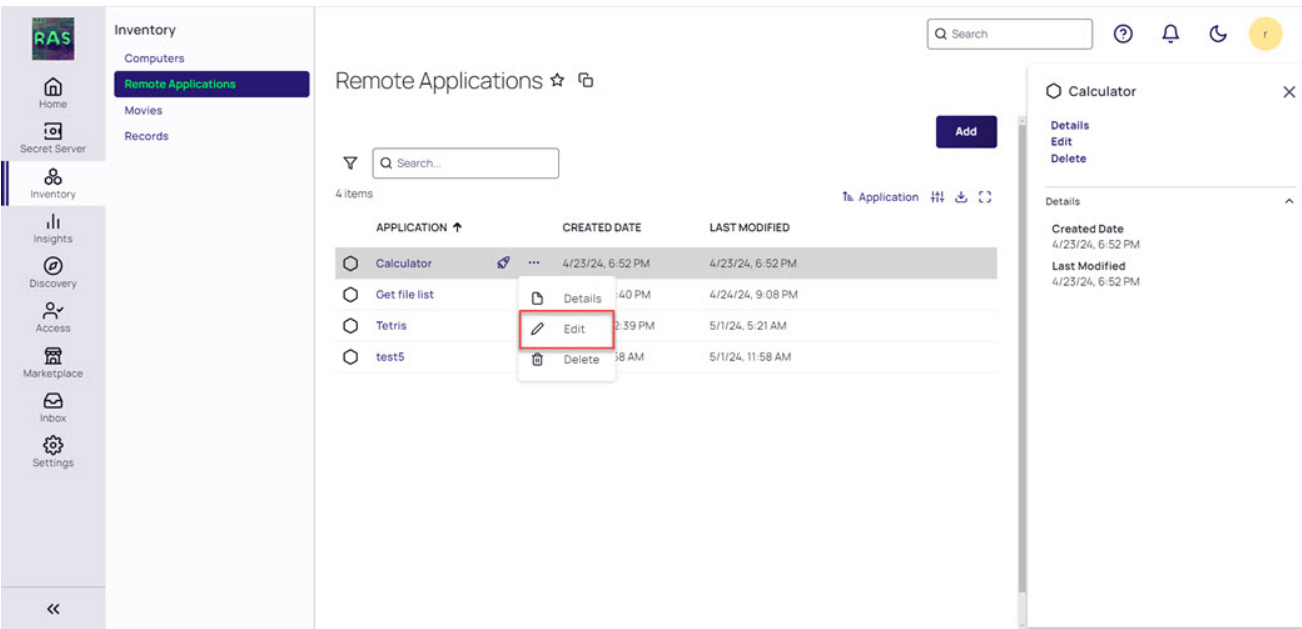 RAS
Home
Secret Server
Inventory
Insights
Discovery
Access
Marketplace
Inbox
Settings
Inventory
Computers
Remote Applications
Movies
Records
Search
r
Remote Applications
Add
Search...
4 items
Application
APPLICATION CREATED DATE LAST MODIFIED
Calculator ... 4/23/24, 6:52 PM 4/23/24, 6:52 PM
Get file list :40 PM 4/24/24, 9:08 PM
Tetris 2:39 PM 5/1/24, 5:21 AM
test5 58 AM 5/1/24, 11:58 AM
Details
Edit
Delete
Calculator
Details
Edit
Delete
Details
Created Date
4/23/24, 6:52 PM
Last Modified
4/23/24, 6:52 PM